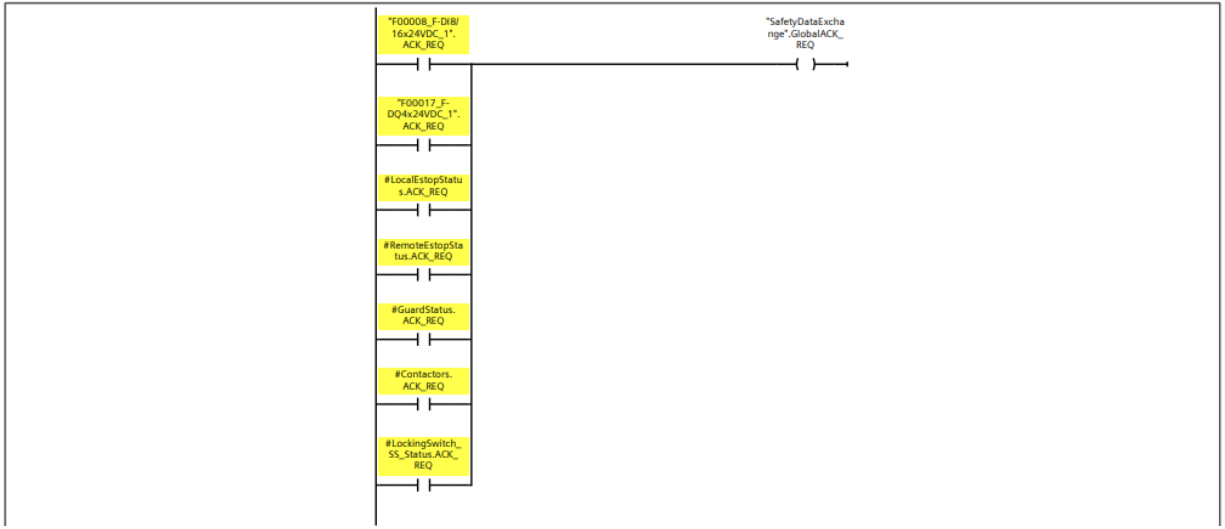 "F00008_F-DI8/
16x24VDC_1".
ACK_REQ
"SafetyDataExcha
nge".GlobalACK_
REQ
"F00017_F-
DQ4x24VDC_1".
ACK_REQ
#LocalEstopStatu
s.ACK_REQ
#RemoteEstopSta
tus.ACK_REQ
#GuardStatus.
ACK_REQ
#Contactors.
ACK_REQ
#LockingSwitch_
SS_Status.ACK_
REQ